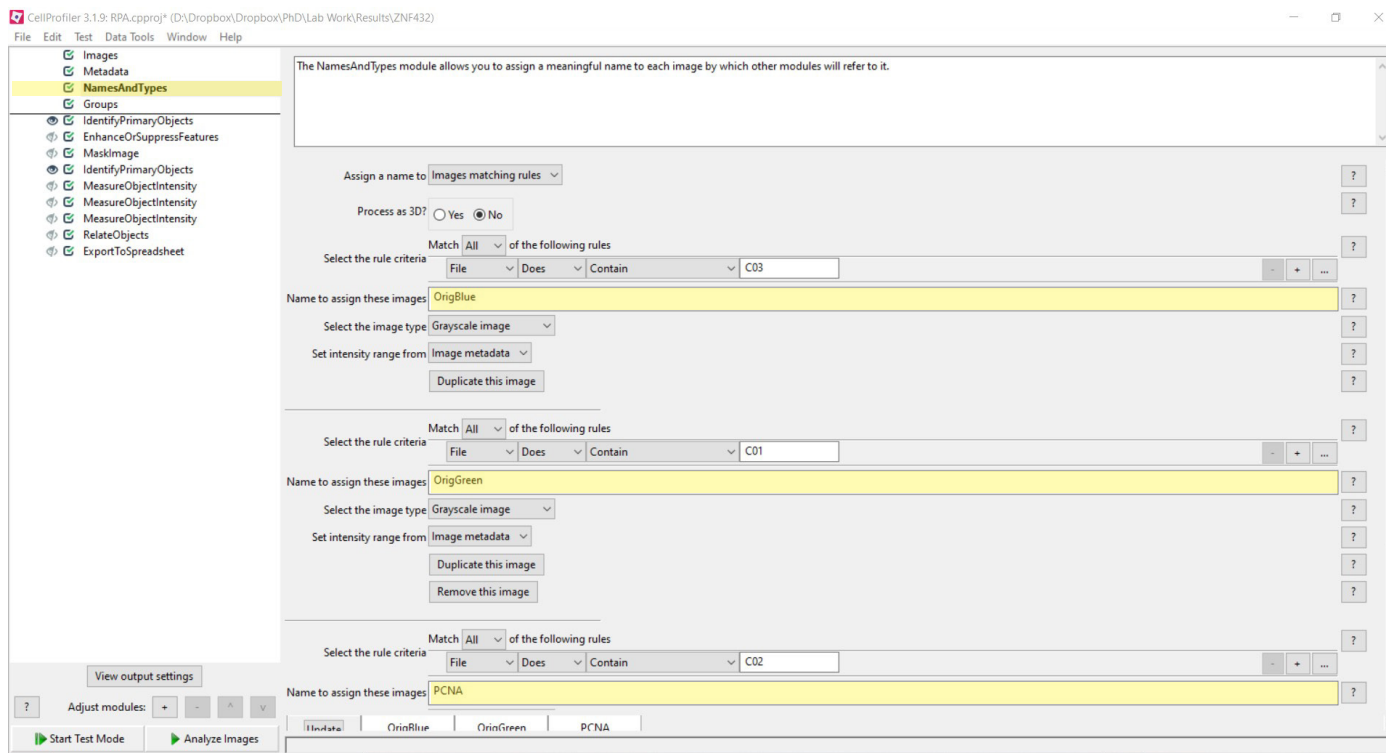 CellProfiler 3.1.9: RPA.cpproj* (D:\Dropbox\Dropbox\PhD\Lab Work\Results\ZNF432)
File Edit Test Data Tools Window Help
Images
Metadata
NamesAndTypes
Groups
IdentifyPrimaryObjects
EnhanceOrSuppressFeatures
MaskImage
IdentifyPrimaryObjects
MeasureObjectIntensity
MeasureObjectIntensity
MeasureObjectIntensity
RelateObjects
ExportToSpreadsheet
View output settings
? Adjust modules: + - ^ v
Start Test Mode Analyze Images
The NamesAndTypes module allows you to assign a meaningful name to each image by which other modules will refer to it.
Assign a name to Images matching rules ?
Process as 3D? Yes No ?
Match All of the following rules ?
Select the rule criteria
File Does Contain C03 - + ...
Name to assign these images OrigBlue ?
Select the image type Grayscale image ?
Set intensity range from Image metadata ?
Duplicate this image ?
Match All of the following rules ?
Select the rule criteria
File Does Contain C01 - + ...
Name to assign these images OrigGreen ?
Select the image type Grayscale image ?
Set intensity range from Image metadata ?
Duplicate this image ?
Remove this image ?
Match All of the following rules ?
Select the rule criteria
File Does Contain C02 - + ...
Name to assign these images PCNA ?
Update OrigBlue OrigGreen PCNA